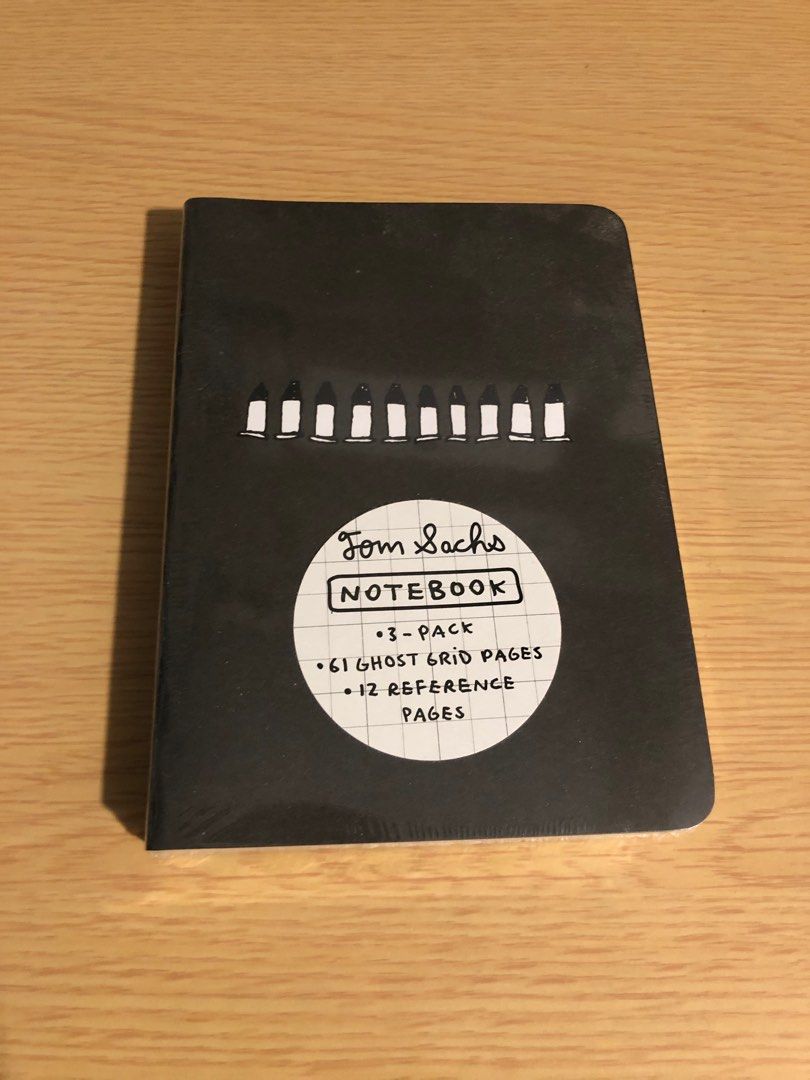 Tom Sachs
NOTEBOOK
•3-PACK
•61 GHOST GRiD PAGES
•12 REFERENCE
PAGES